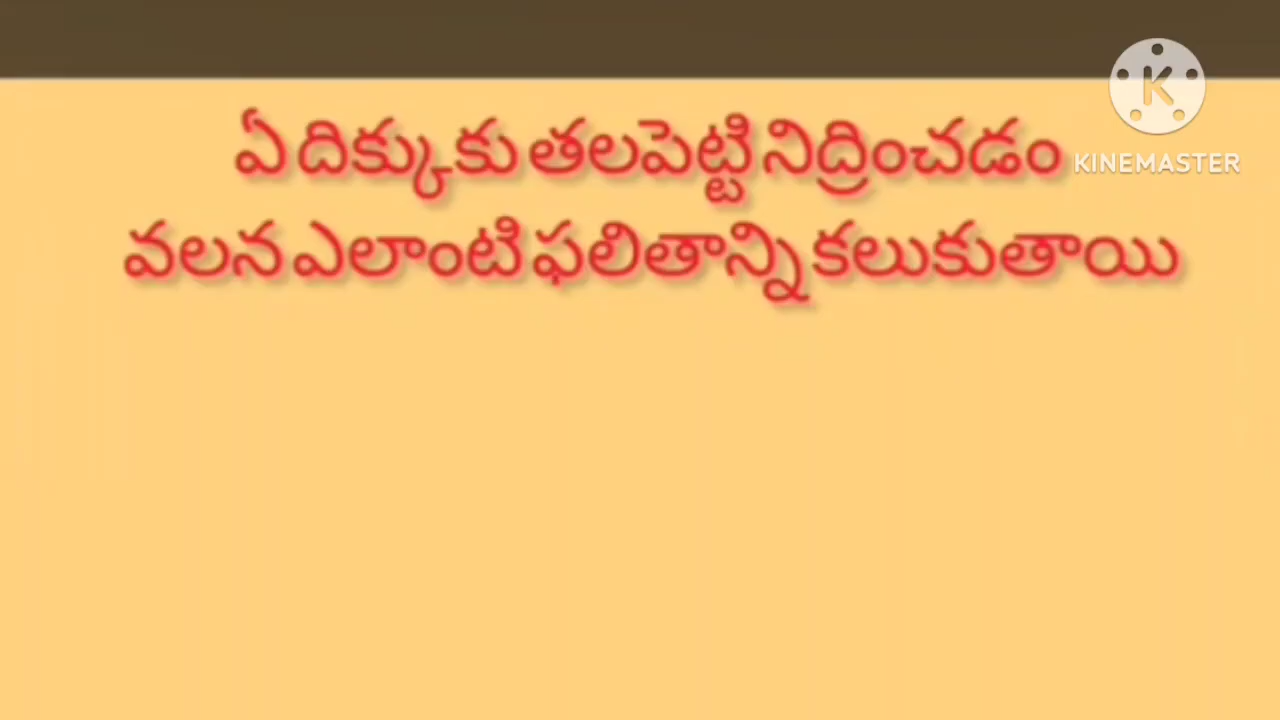 ఏ దిక్కుకు తలపెట్టి నిద్రించడం
వలన ఎలాంటి ఫలితాన్ని కలుకుతాయి
KINEMASTER